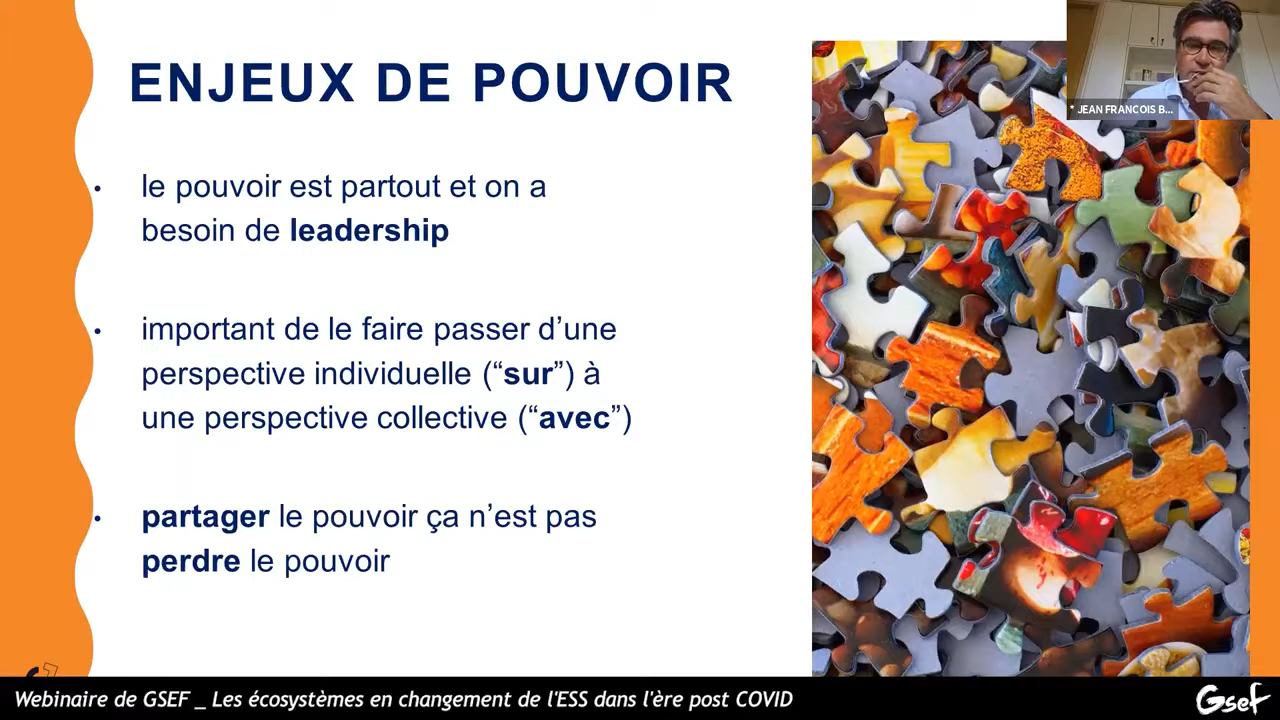 ENJEUX DE POUVOIR
* JEAN FRANCOIS B...
• le pouvoir est partout et on a
besoin de leadership
• important de le faire passer d’une
perspective individuelle (“sur”) à
une perspective collective (“avec”)
• partager le pouvoir ça n’est pas
perdre le pouvoir
Webinaire de GSEF _ Les écosystèmes en changement de l'ESS dans l'ère post COVID
Gsef